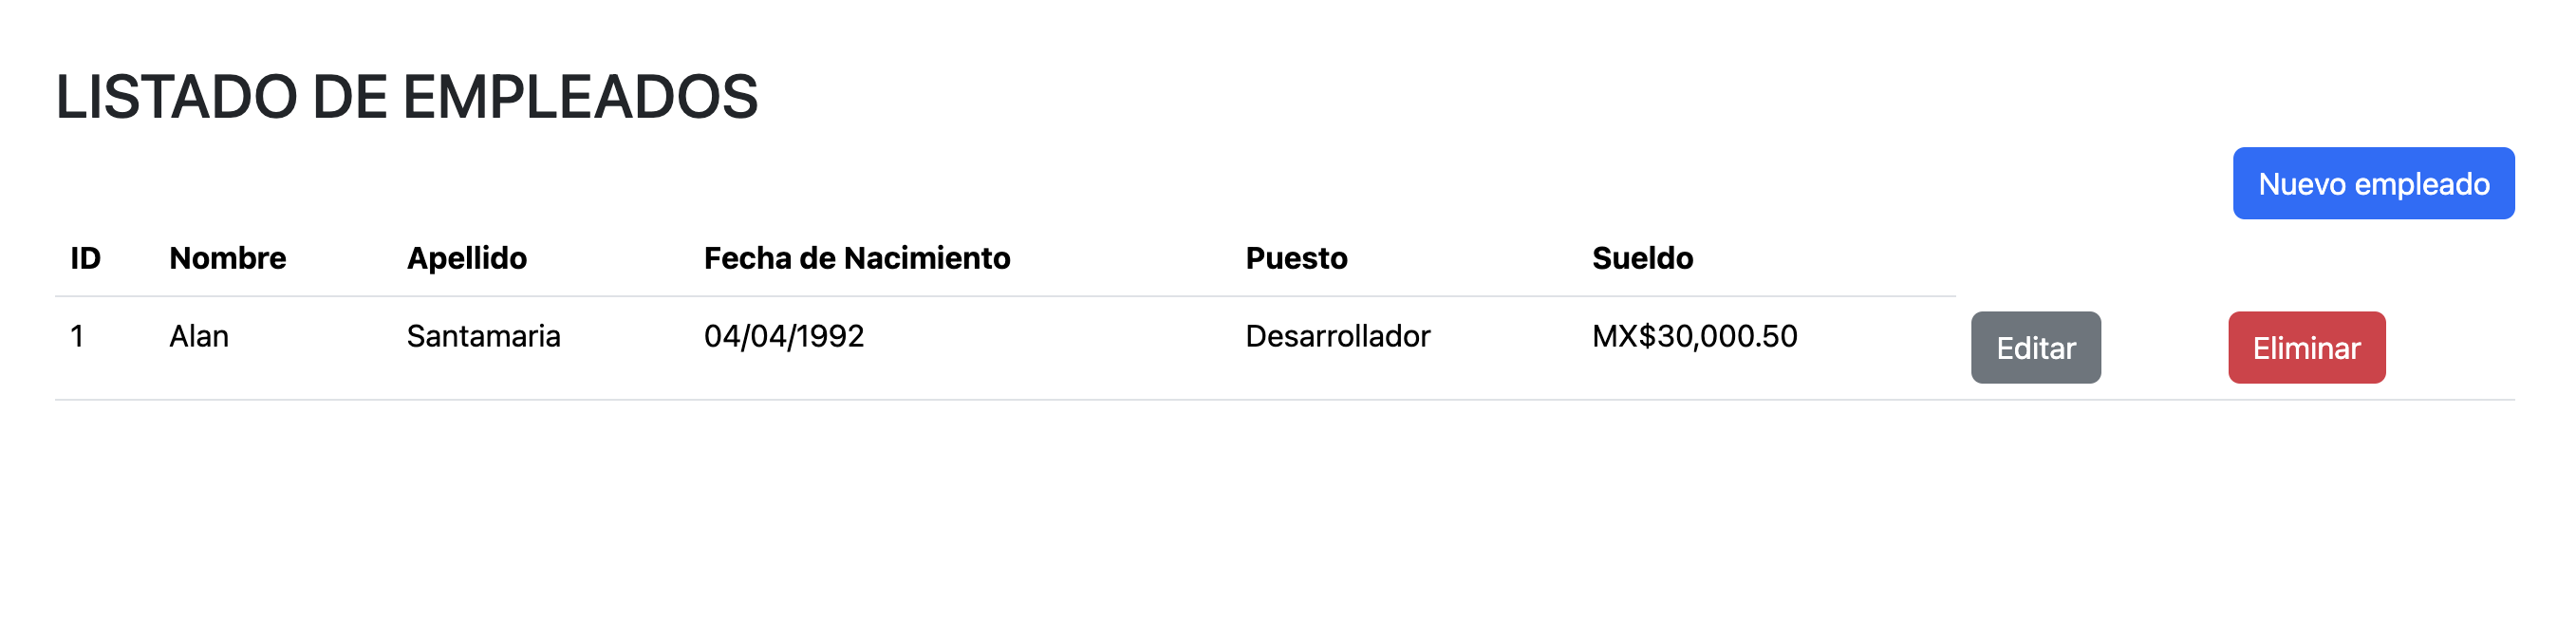 LISTADO DE EMPLEADOS
Nuevo empleado
ID Nombre Apellido Fecha de Nacimiento Puesto Sueldo
1 Alan Santamaria 04/04/1992 Desarrollador MX$30,000.50 Editar Eliminar